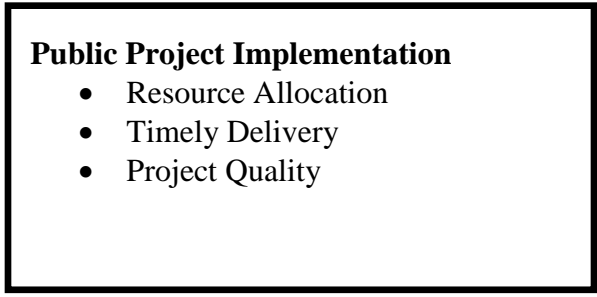 Public Project Implementation
• Resource Allocation
• Timely Delivery
• Project Quality